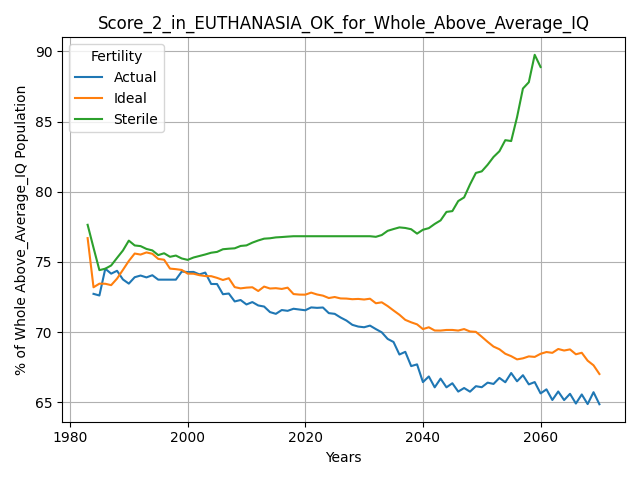 Score_2_in_EUTHANASIA_OK_for_Whole_Above_Average_IQ
% of Whole Above_Average_IQ Population
90
85
80
75
70
65
Fertility
Actual
Ideal
Sterile
1980
2000
2020
2040
2060
Years